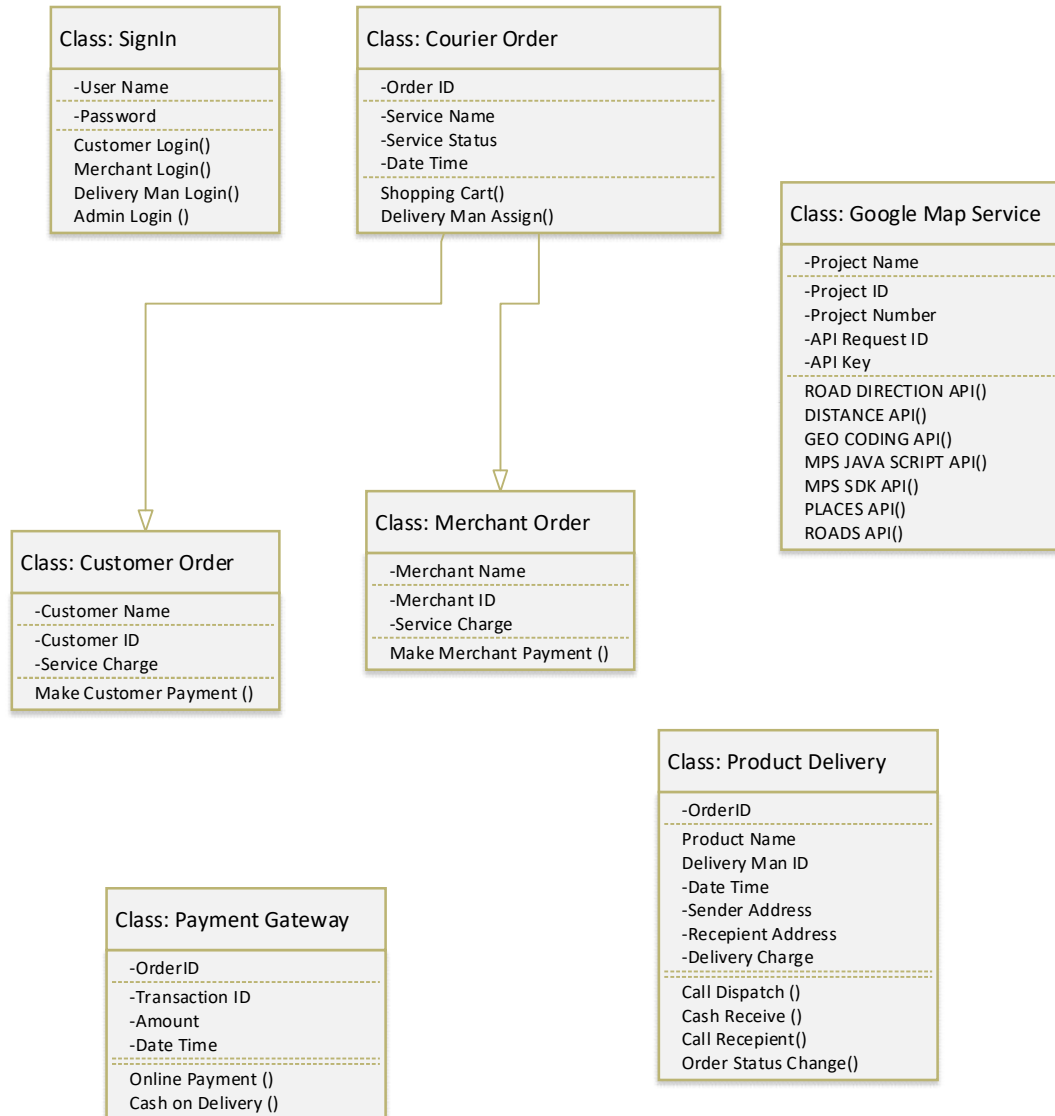 Class: SignIn
-User Name
-Password
Customer Login()
Merchant Login()
Delivery Man Login()
Admin Login ()
Class: Courier Order
-Order ID
-Service Name
-Service Status
-Date Time
Shopping Cart()
Delivery Man Assign()
Class: Google Map Service
-Project Name
-Project ID
-Project Number
-API Request ID
-API Key
ROAD DIRECTION API()
DISTANCE API()
GEO CODING API()
MPS JAVA SCRIPT API()
MPS SDK API()
PLACES API()
ROADS API()
Class: Customer Order
-Customer Name
-Customer ID
-Service Charge
Make Customer Payment ()
Class: Merchant Order
-Merchant Name
-Merchant ID
-Service Charge
Make Merchant Payment ()
Class: Product Delivery
-OrderID
Product Name
Delivery Man ID
-Date Time
-Sender Address
-Recepient Address
-Delivery Charge
Call Dispatch ()
Cash Receive ()
Call Recepient()
Order Status Change()
Class: Payment Gateway
-OrderID
-Transaction ID
-Amount
-Date Time
Online Payment ()
Cash on Delivery ()